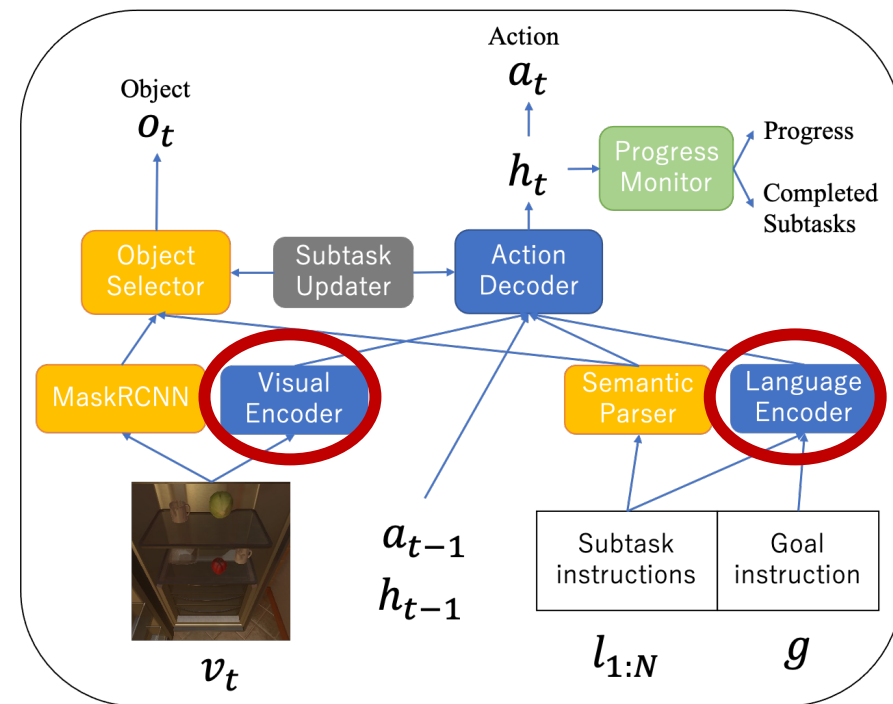 Action
a_t
Object
o_t
h_t
Progress
Monitor
Progress
Completed
Subtasks
Object
Selector
Subtask
Updater
Action
Decoder
MaskRCNN
Visual
Encoder
Semantic
Parser
Language
Encoder
a_{t-1}
h_{t-1}
Subtask
instructions
Goal
instruction
v_t
l_{1:N}
g